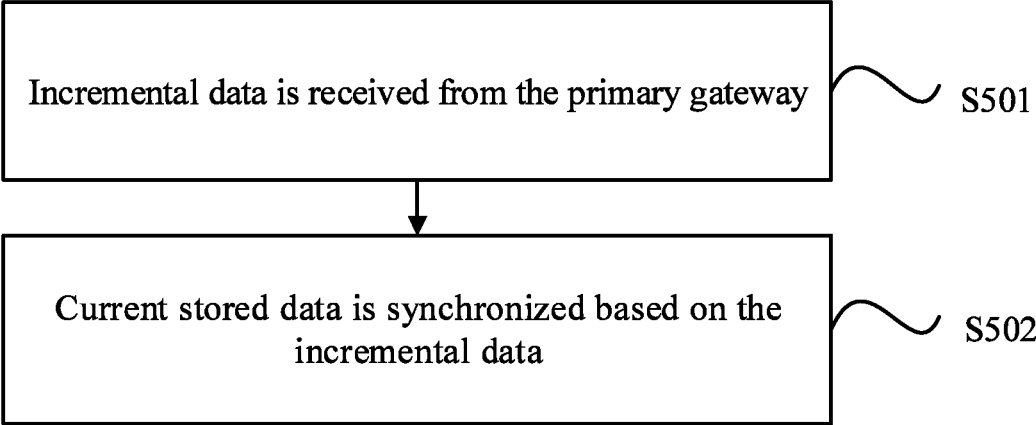 Incremental data is received from the primary gateway
S501
Current stored data is synchronized based on the
incremental data
S502